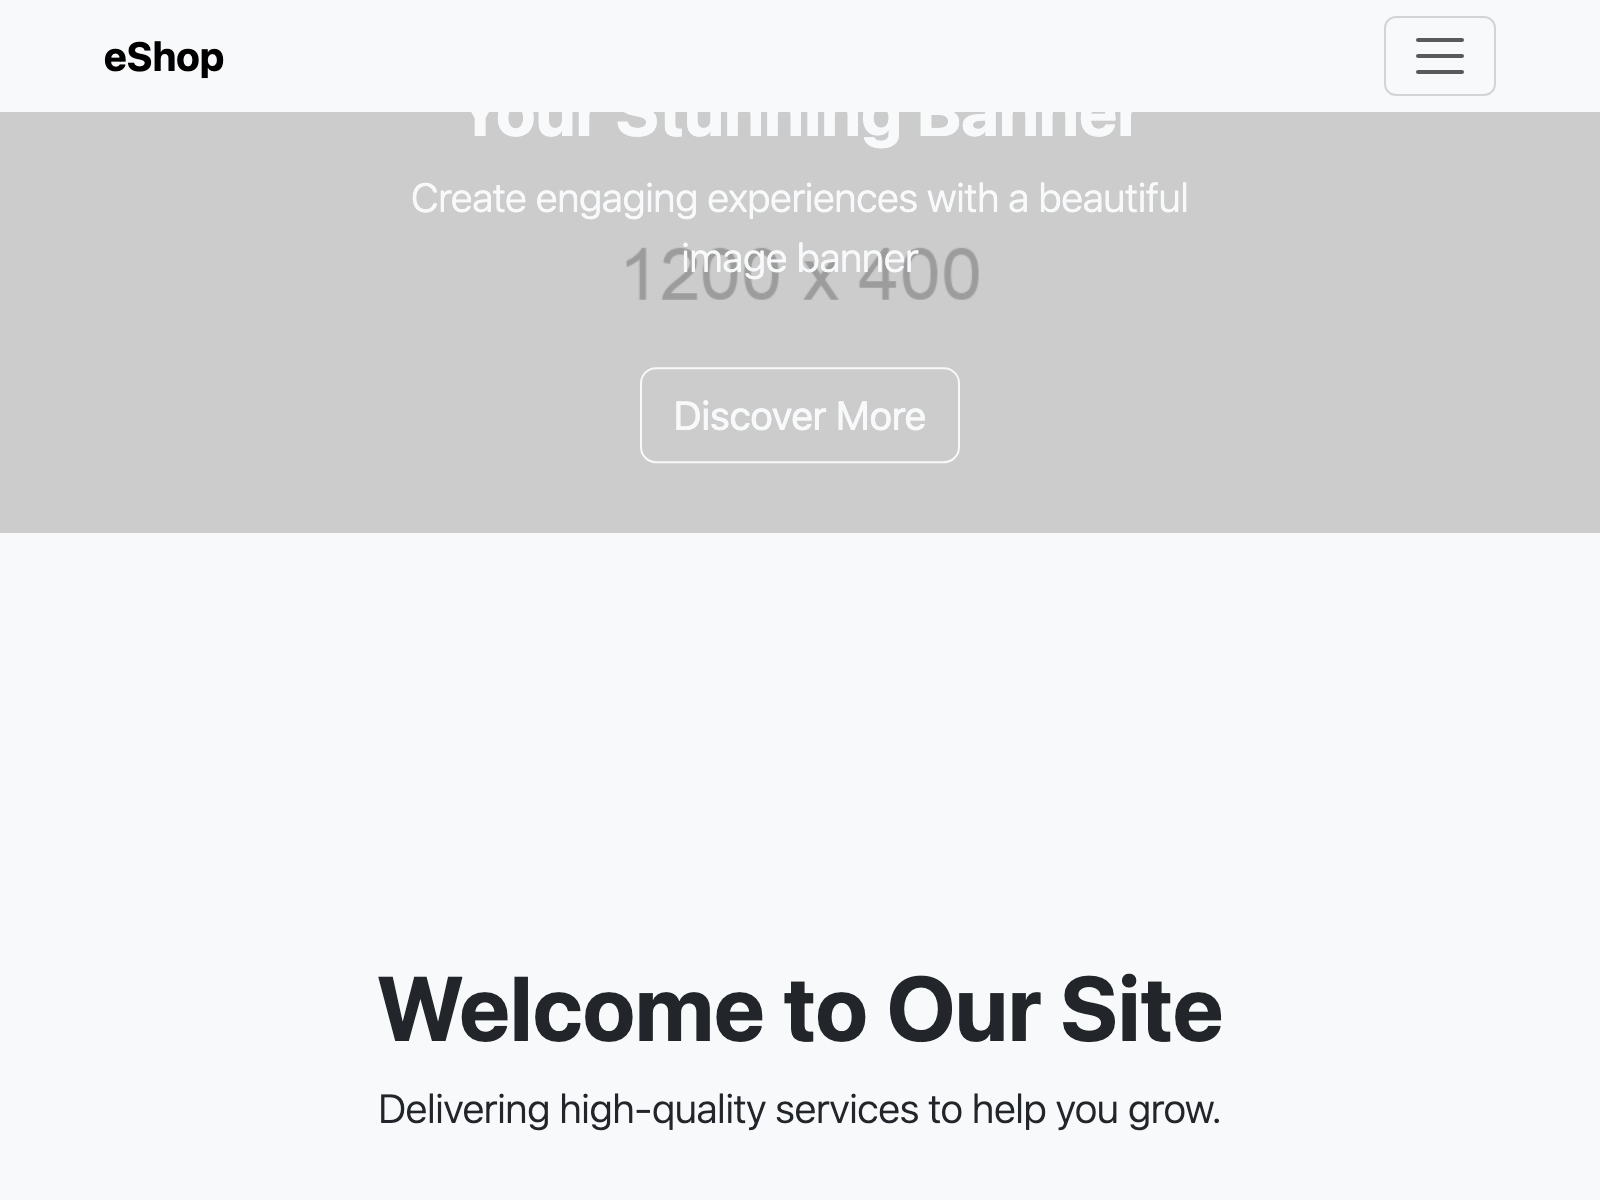 eShop
Your Stunning Banner
Create engaging experiences with a beautiful
image banner
1200 x 400
Discover More
Welcome to Our Site
Delivering high-quality services to help you grow.